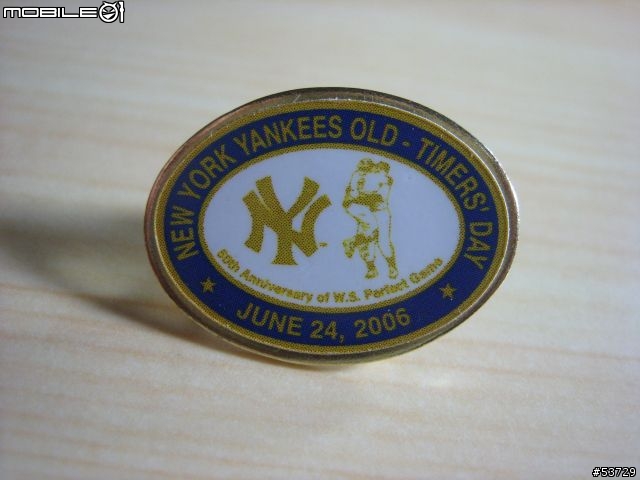 MOBILE01
NEW YORK YANKEES OLD - TIMERS' DAY
NY
50th Anniversary of W.S. Perfect Game
JUNE 24, 2006
#53729